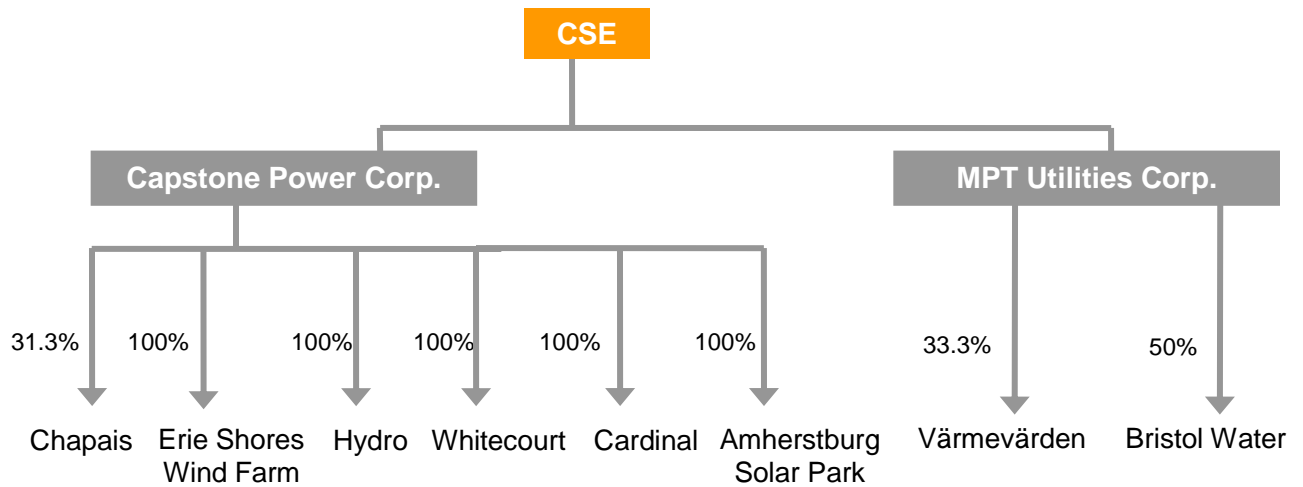 CSE
Capstone Power Corp.
MPT Utilities Corp.
31.3%
100%
100%
100%
100%
100%
33.3%
50%
Chapais
Erie Shores
Wind Farm
Hydro
Whitecourt
Cardinal
Amherstburg
Solar Park
Värmevärden
Bristol Water